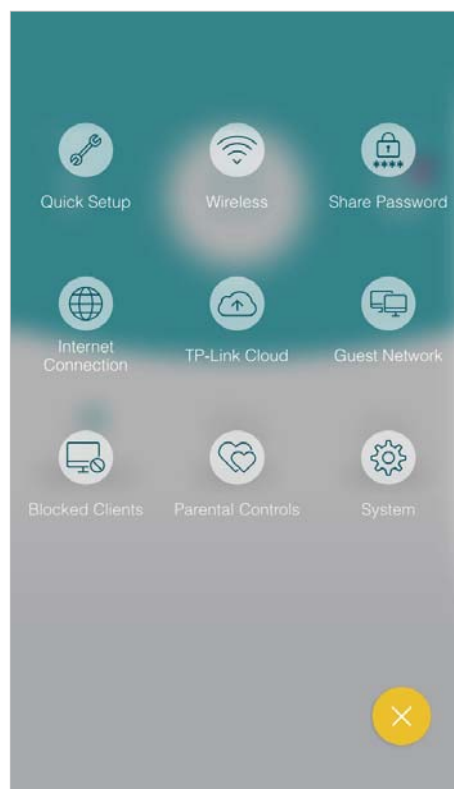 Quick Setup
Wireless
Share Password
Internet
Connection
TP-Link Cloud
Guest Network
Blocked Clients
Parental Controls
System